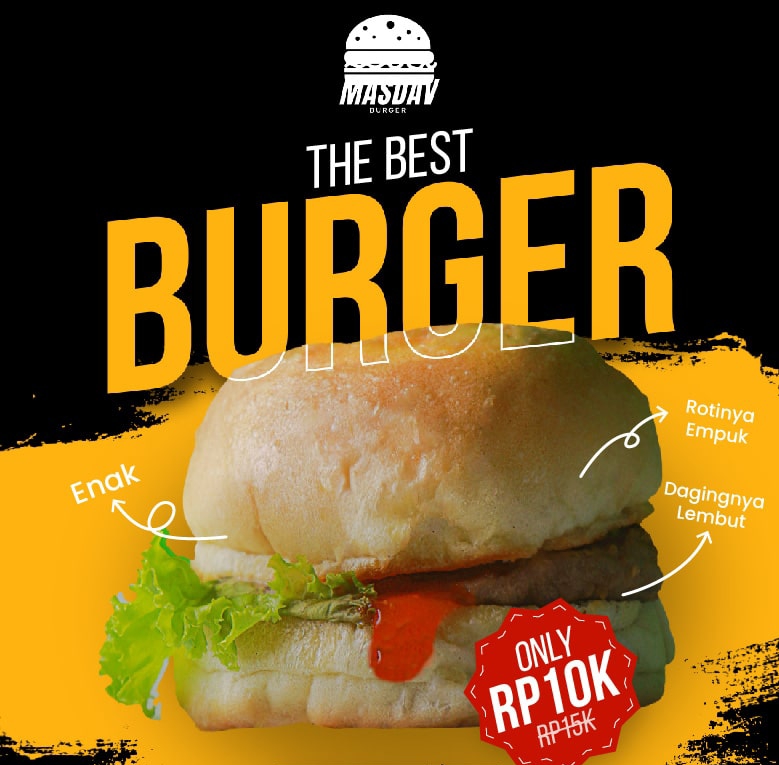 MASDAV
BURGER
THE BEST
BURGER
Rotinya
Empuk
Enak
Dagingnya
Lembut
ONLY
RP10K
RP15K